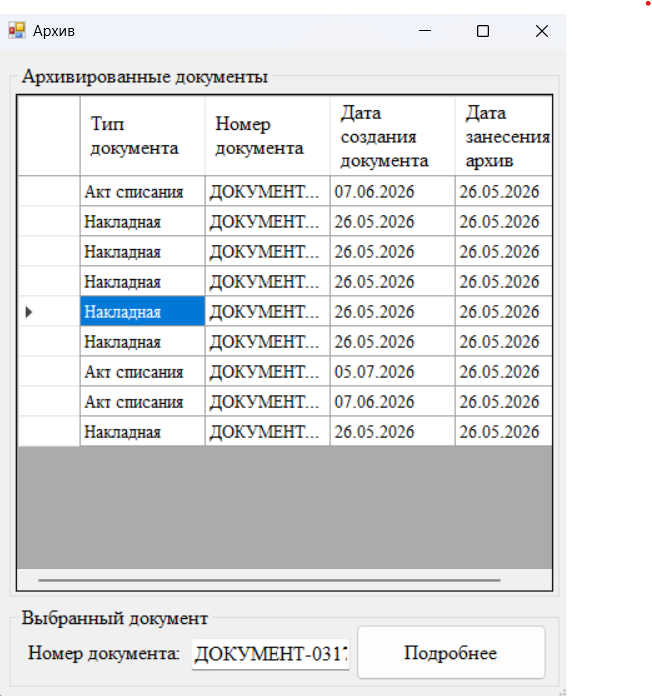 Архив
Архивированные документы
Тип документа Номер документа Дата создания документа Дата занесения архив
Акт списания ДОКУМЕНТ... 07.06.2026 26.05.2026
Накладная ДОКУМЕНТ... 26.05.2026 26.05.2026
Накладная ДОКУМЕНТ... 26.05.2026 26.05.2026
Накладная ДОКУМЕНТ... 26.05.2026 26.05.2026
Накладная ДОКУМЕНТ... 26.05.2026 26.05.2026
Накладная ДОКУМЕНТ... 26.05.2026 26.05.2026
Акт списания ДОКУМЕНТ... 05.07.2026 26.05.2026
Акт списания ДОКУМЕНТ... 07.06.2026 26.05.2026
Накладная ДОКУМЕНТ... 26.05.2026 26.05.2026
Выбранный документ
Номер документа: ДОКУМЕНТ-0317 Подробнее